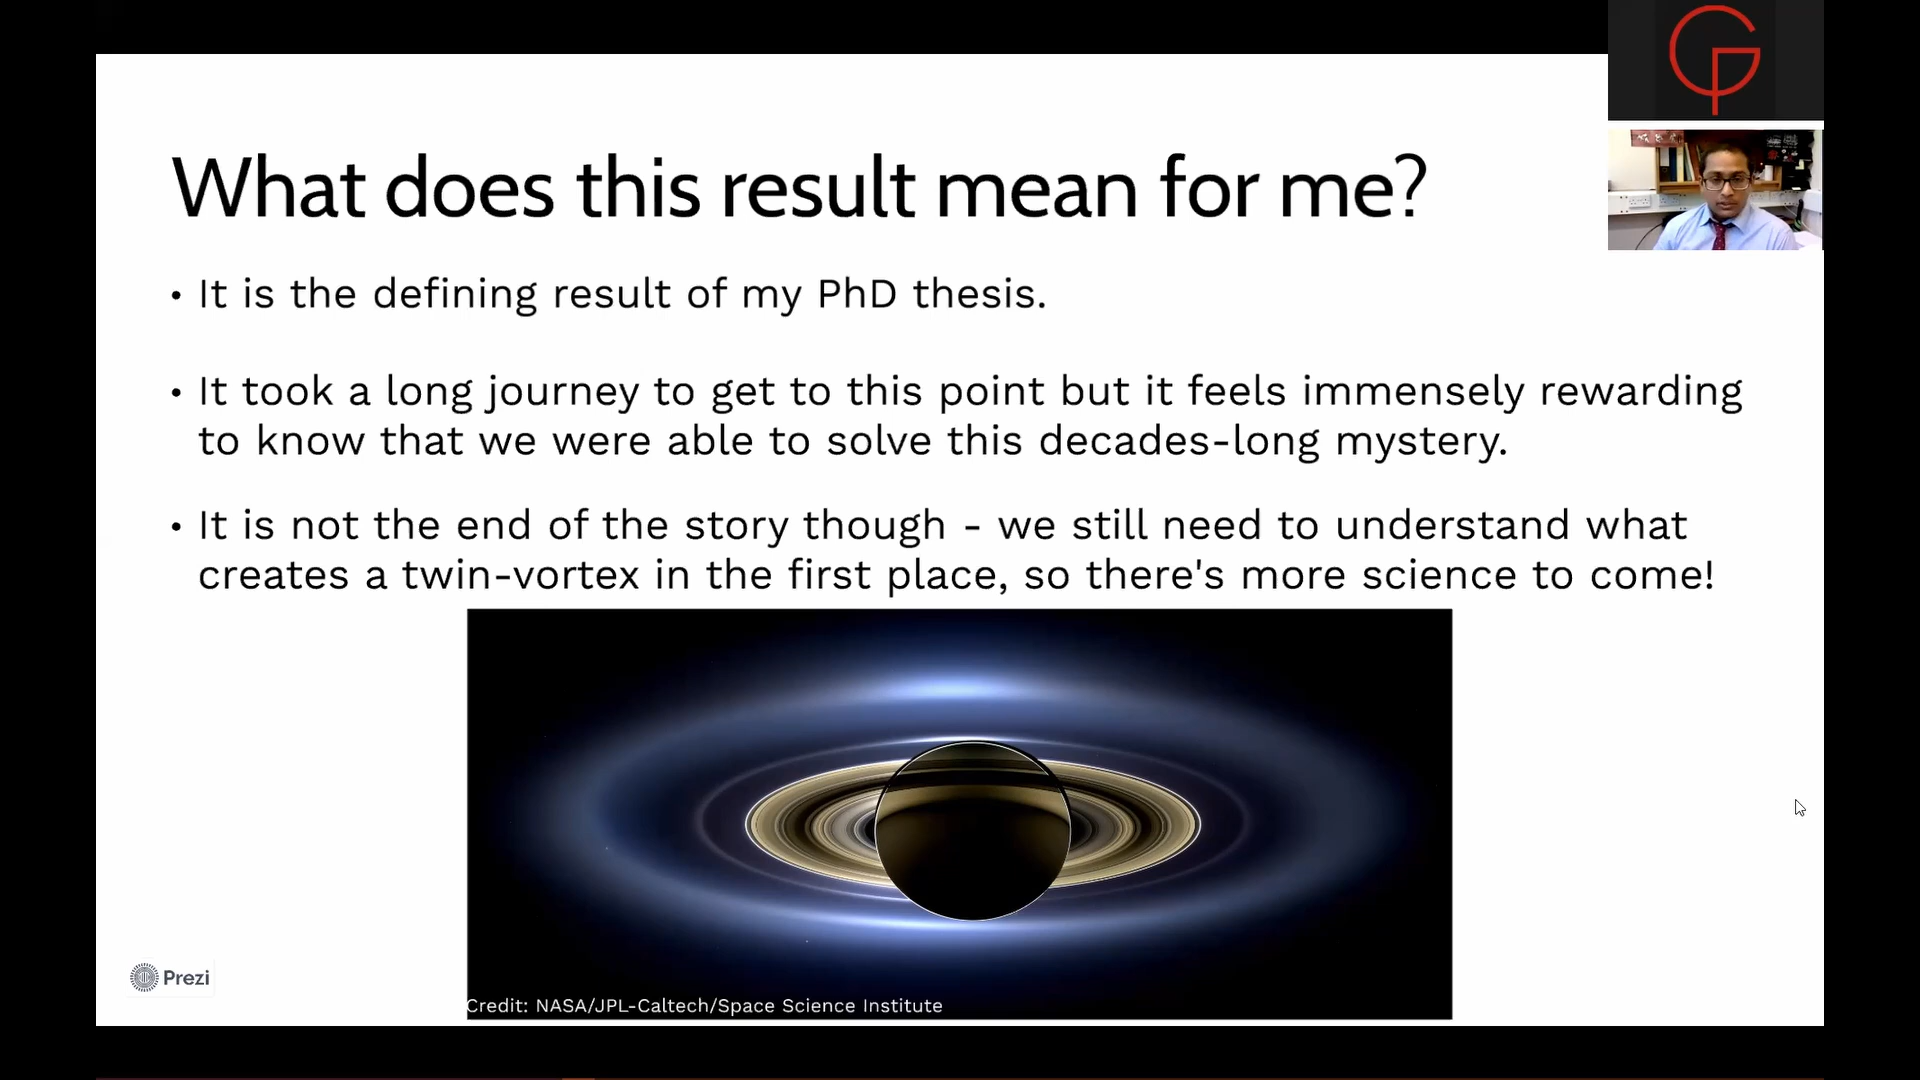 What does this result mean for me?
• It is the defining result of my PhD thesis.
• It took a long journey to get to this point but it feels immensely rewarding
to know that we were able to solve this decades-long mystery.
• It is not the end of the story though - we still need to understand what
creates a twin-vortex in the first place, so there's more science to come!
Prezi
Credit: NASA/JPL-Caltech/Space Science Institute